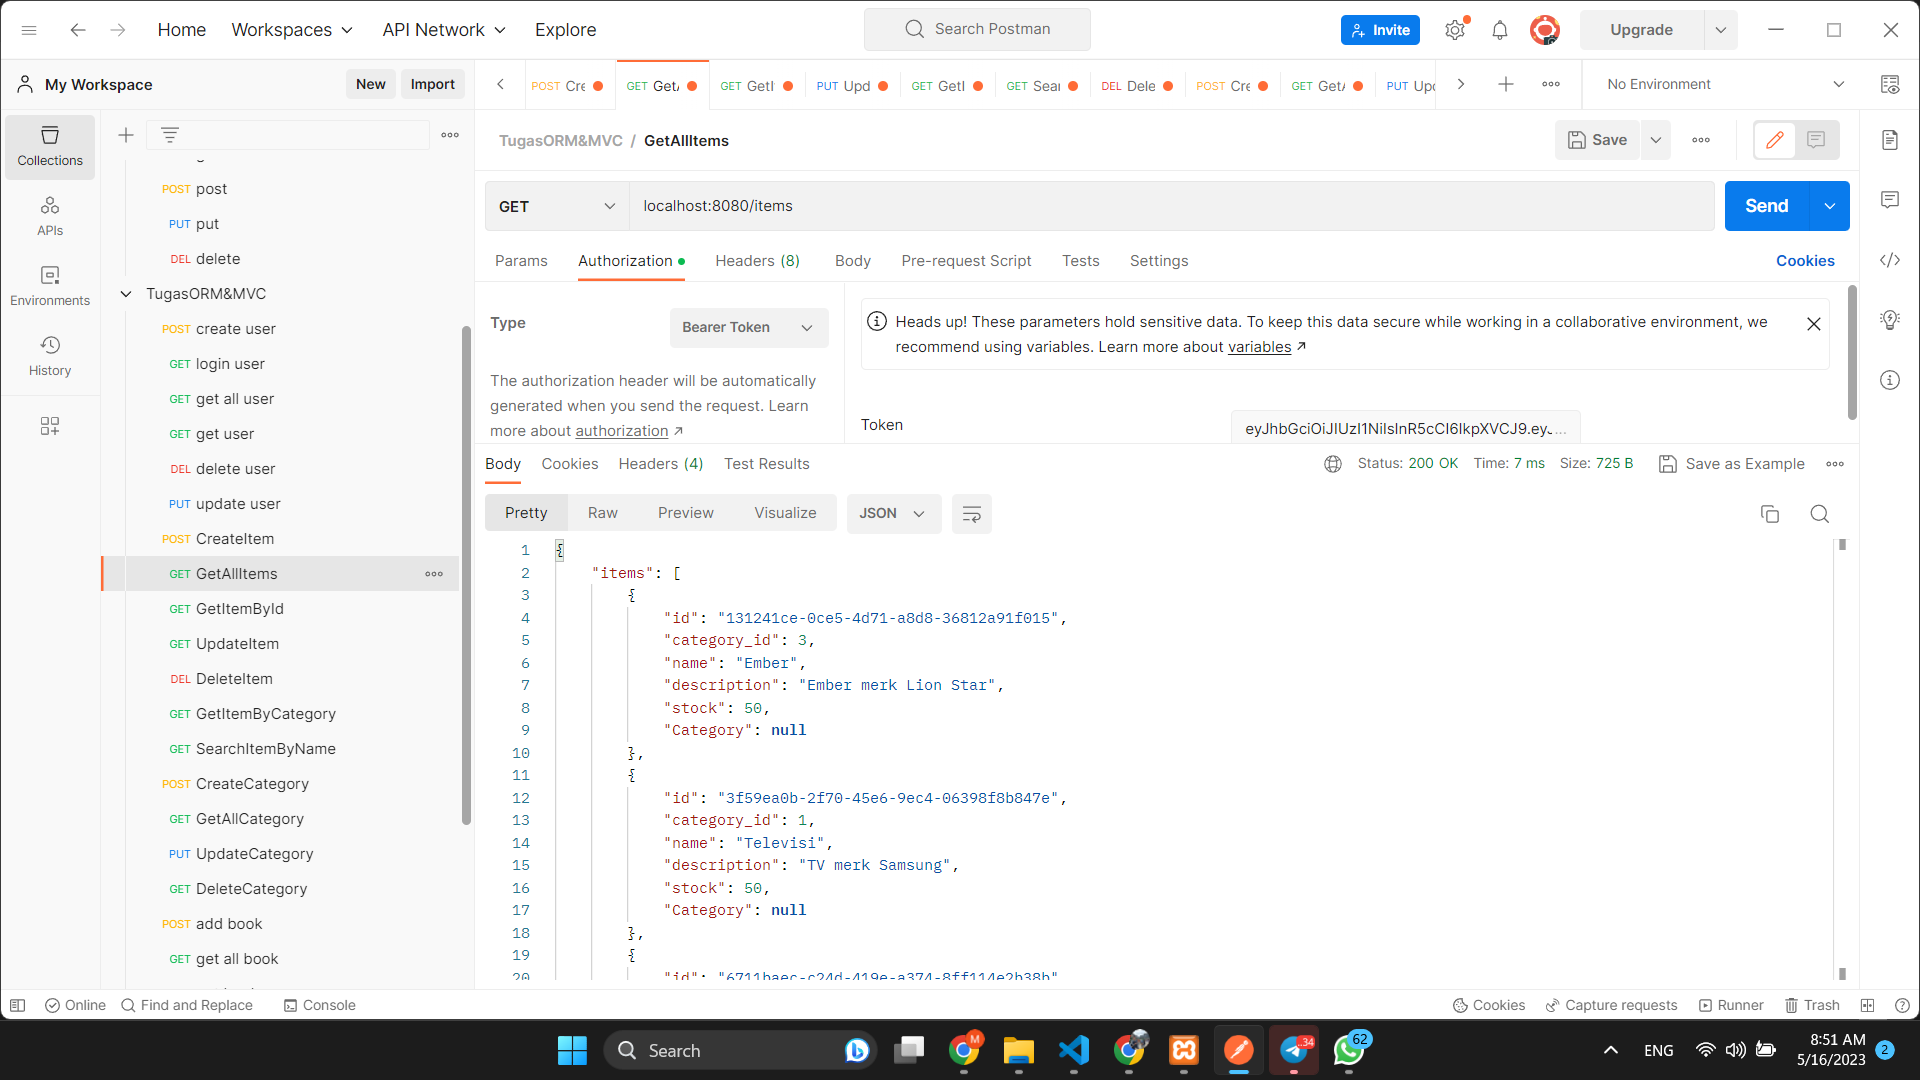 Home
Workspaces
API Network
Explore
Search Postman
Invite
Upgrade
My Workspace
New
Import
POST Cre
GET GetA
GET GetI
PUT Upd
GET GetI
GET Sear
DEL Dele
POST Cre
GET GetA
PUT Upd
No Environment
Collections
APIs
Environments
History
POST post
PUT put
DEL delete
TugasORM&MVC
POST create user
GET login user
GET get all user
GET get user
DEL delete user
PUT update user
POST CreateItem
GET GetAllItems
GET GetItemById
GET UpdateItem
DEL DeleteItem
GET GetItemByCategory
GET SearchItemByName
POST CreateCategory
GET GetAllCategory
PUT UpdateCategory
GET DeleteCategory
POST add book
GET get all book
TugasORM&MVC / GetAllItems
Save
GET
localhost:8080/items
Send
Params
Authorization
Headers (8)
Body
Pre-request Script
Tests
Settings
Cookies
Type
Bearer Token
The authorization header will be automatically
generated when you send the request. Learn
more about authorization ↗
Heads up! These parameters hold sensitive data. To keep this data secure while working in a collaborative environment, we
recommend using variables. Learn more about variables ↗
Token
eyJhbGciOiJIUzI1NiIsInR5cCI6IkpXVCJ9.eyJ...
Body
Cookies
Headers (4)
Test Results
Status: 200 OK
Time: 7 ms
Size: 725 B
Save as Example
Pretty
Raw
Preview
Visualize
JSON
1 {
2 "items": [
3 {
4 "id": "131241ce-0ce5-4d71-a8d8-36812a91f015",
5 "category_id": 3,
6 "name": "Ember",
7 "description": "Ember merk Lion Star",
8 "stock": 50,
9 "Category": null
10 },
11 {
12 "id": "3f59ea0b-2f70-45e6-9ec4-06398f8b847e",
13 "category_id": 1,
14 "name": "Televisi",
15 "description": "TV merk Samsung",
16 "stock": 50,
17 "Category": null
18 },
19 {
20 "id": "6711baec-c24d-419e-a374-8ff114e2b38b"
Online
Find and Replace
Console
Cookies
Capture requests
Runner
Trash
Search
M
34
62
ENG
8:51 AM
5/16/2023
2